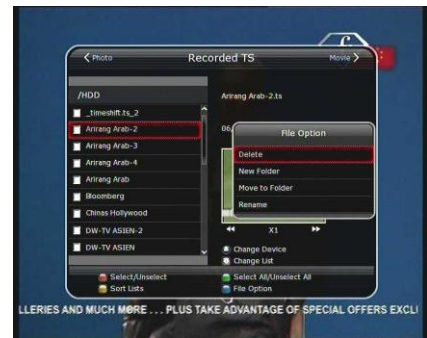 Photo
Recorded TS
Movie
/HDD
Arirang Arab-2.ts
_timeshift.ts_2
Arirang Arab-2
Arirang Arab-3
Arirang Arab-4
Arirang Arab
Bloomberg
Chinas Hollywood
DW-TV ASIEN-2
DW-TV ASIEN
06
File Option
Delete
New Folder
Move to Folder
Rename
X1
Change Device
Change List
Select/Unselect
Select All/Unselect All
Sort Lists
File Option
LLERIES AND MUCH MORE . . . PLUS TAKE ADVANTAGE OF SPECIAL OFFERS EXCLU